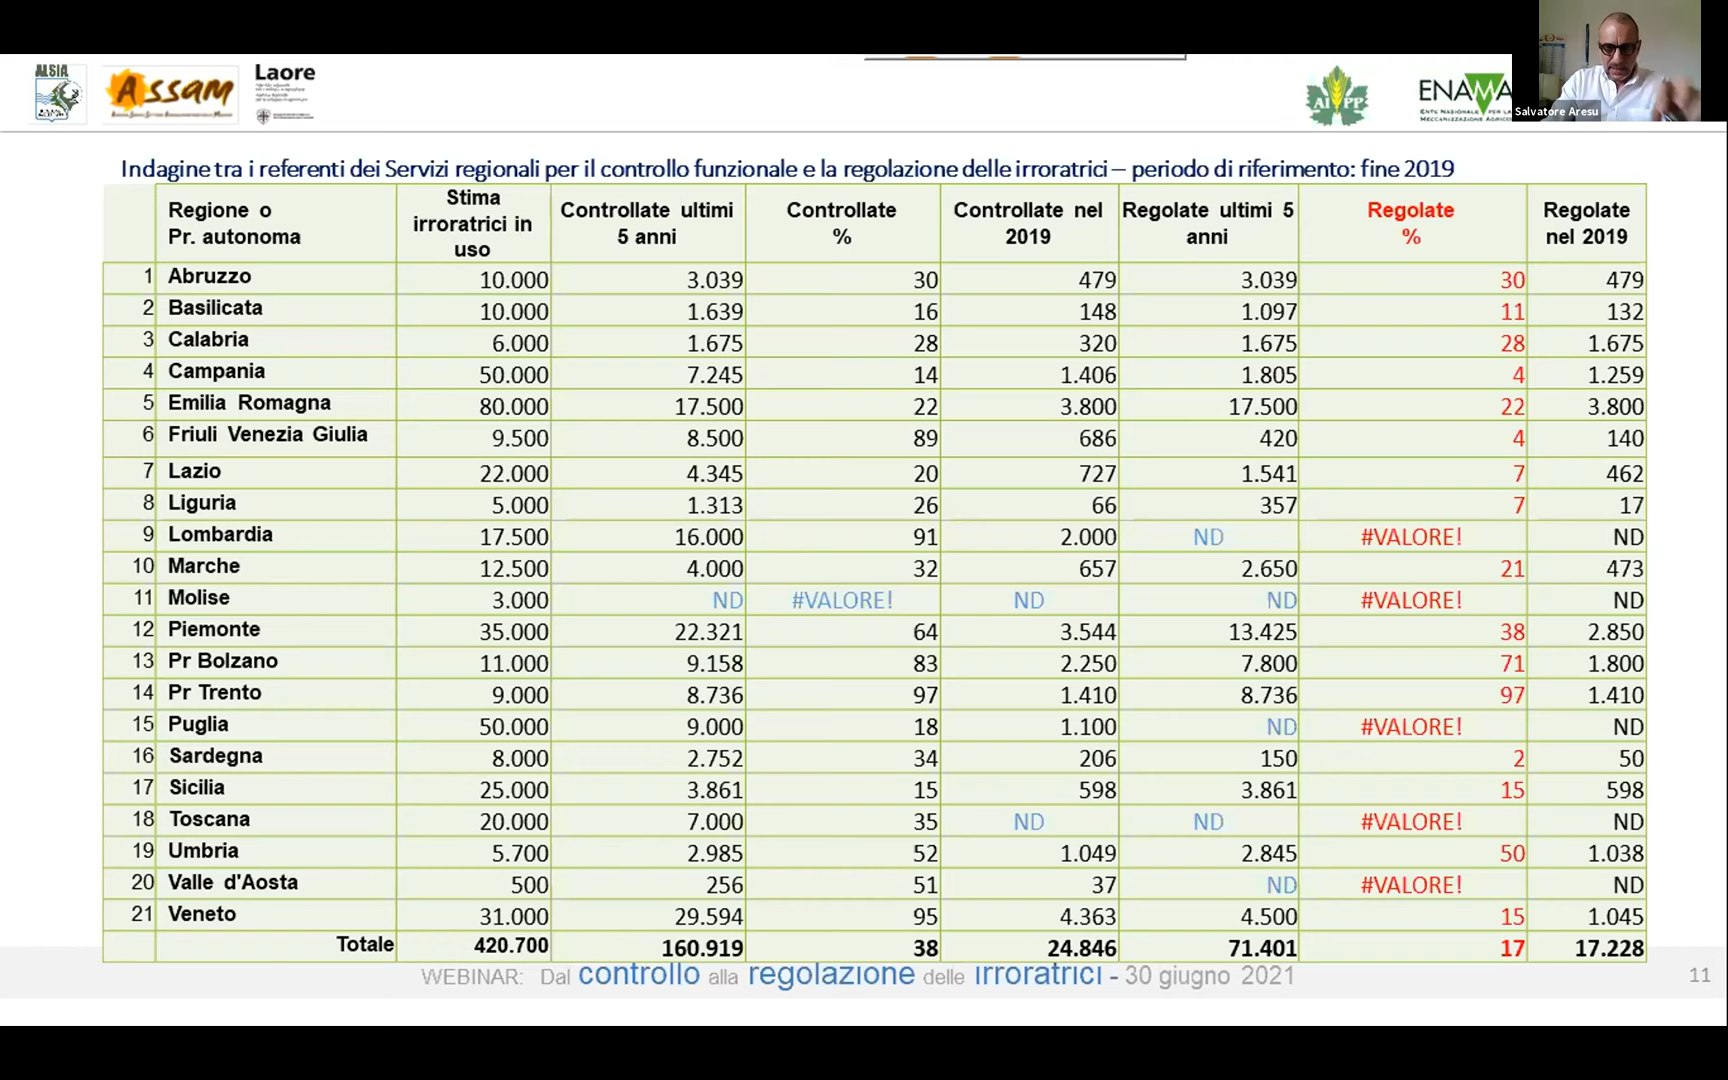 ALSIA
Assam
Laore
AIPP
ENAMA
ENTE NAZIONALE PER LA
MECCANIZZAZIONE AGRICO
Salvatore Aresu
Indagine tra i referenti dei Servizi regionali per il controllo funzionale e la regolazione delle irroratrici – periodo di riferimento: fine 2019
Regione o Pr. autonoma Stima irroratrici in uso Controllate ultimi 5 anni Controllate % Controllate nel 2019 Regolate ultimi 5 anni Regolate % Regolate nel 2019
1 Abruzzo 10.000 3.039 30 479 3.039 30 479
2 Basilicata 10.000 1.639 16 148 1.097 11 132
3 Calabria 6.000 1.675 28 320 1.675 28 1.675
4 Campania 50.000 7.245 14 1.406 1.805 4 1.259
5 Emilia Romagna 80.000 17.500 22 3.800 17.500 22 3.800
6 Friuli Venezia Giulia 9.500 8.500 89 686 420 4 140
7 Lazio 22.000 4.345 20 727 1.541 7 462
8 Liguria 5.000 1.313 26 66 357 7 17
9 Lombardia 17.500 16.000 91 2.000 ND #VALORE! ND
10 Marche 12.500 4.000 32 657 2.650 21 473
11 Molise 3.000 ND #VALORE! ND ND #VALORE! ND
12 Piemonte 35.000 22.321 64 3.544 13.425 38 2.850
13 Pr Bolzano 11.000 9.158 83 2.250 7.800 71 1.800
14 Pr Trento 9.000 8.736 97 1.410 8.736 97 1.410
15 Puglia 50.000 9.000 18 1.100 ND #VALORE! ND
16 Sardegna 8.000 2.752 34 206 150 2 50
17 Sicilia 25.000 3.861 15 598 3.861 15 598
18 Toscana 20.000 7.000 35 ND ND #VALORE! ND
19 Umbria 5.700 2.985 52 1.049 2.845 50 1.038
20 Valle d'Aosta 500 256 51 37 ND #VALORE! ND
21 Veneto 31.000 29.594 95 4.363 4.500 15 1.045
Totale 420.700 160.919 38 24.846 71.401 17 17.228
WEBINAR: Dal controllo alla regolazione delle irroratrici - 30 giugno 2021
11